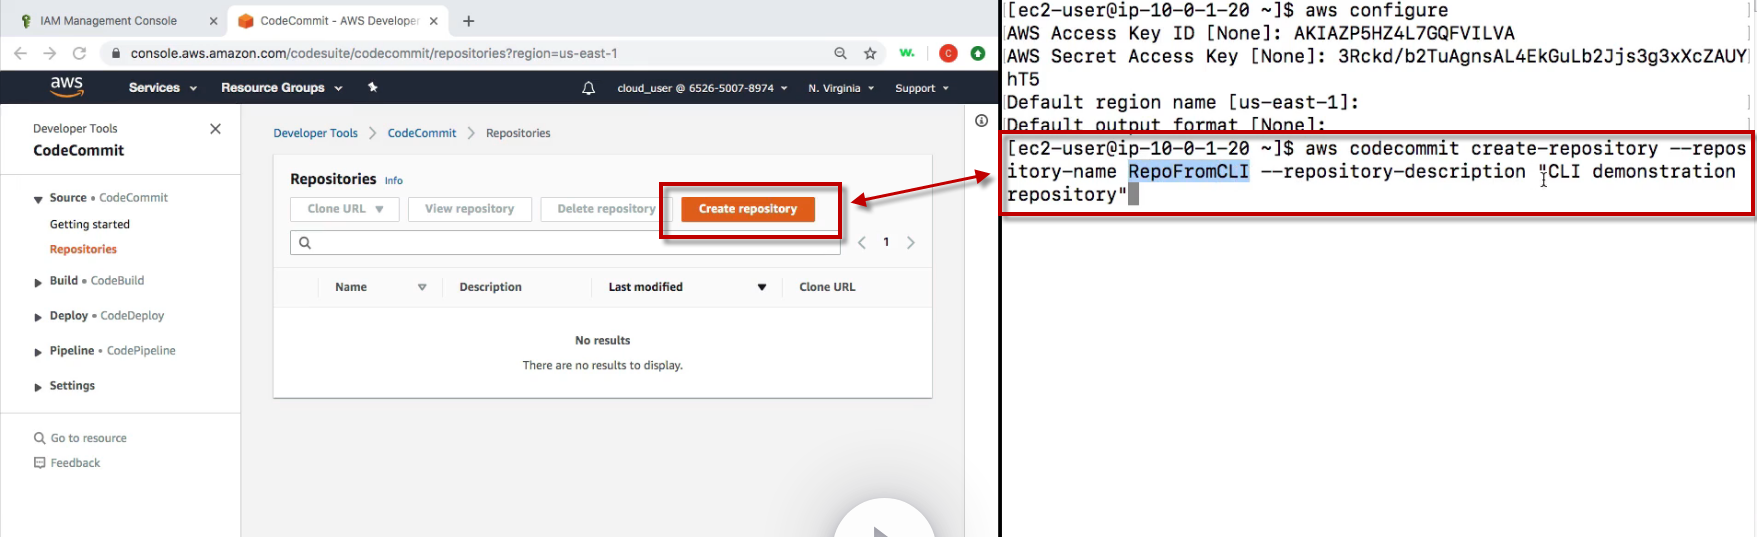 IAM Management Console
CodeCommit - AWS Developer
console.aws.amazon.com/codesuite/codecommit/repositories?region=us-east-1
w.
C
aws
Services
Resource Groups
cloud_user @ 6526-5007-8974
N. Virginia
Support
Developer Tools
CodeCommit
Source • CodeCommit
Getting started
Repositories
Build • CodeBuild
Deploy • CodeDeploy
Pipeline • CodePipeline
Settings
Go to resource
Feedback
Developer Tools
CodeCommit
Repositories
Repositories Info
Clone URL
View repository
Delete repository
Create repository
1
Name
Description
Last modified
Clone URL
No results
There are no results to display.
[ec2-user@ip-10-0-1-20 ~]$ aws configure
AWS Access Key ID [None]: AKIAZP5HZ4L7GQFVILVA
AWS Secret Access Key [None]: 3Rckd/b2TuAgnsAL4EkGuLb2Jjs3g3xXcZAUY
hT5
Default region name [us-east-1]:
Default output format [None]:
[ec2-user@ip-10-0-1-20 ~]$ aws codecommit create-repository --repos
itory-name RepoFromCLI --repository-description "CLI demonstration
repository"